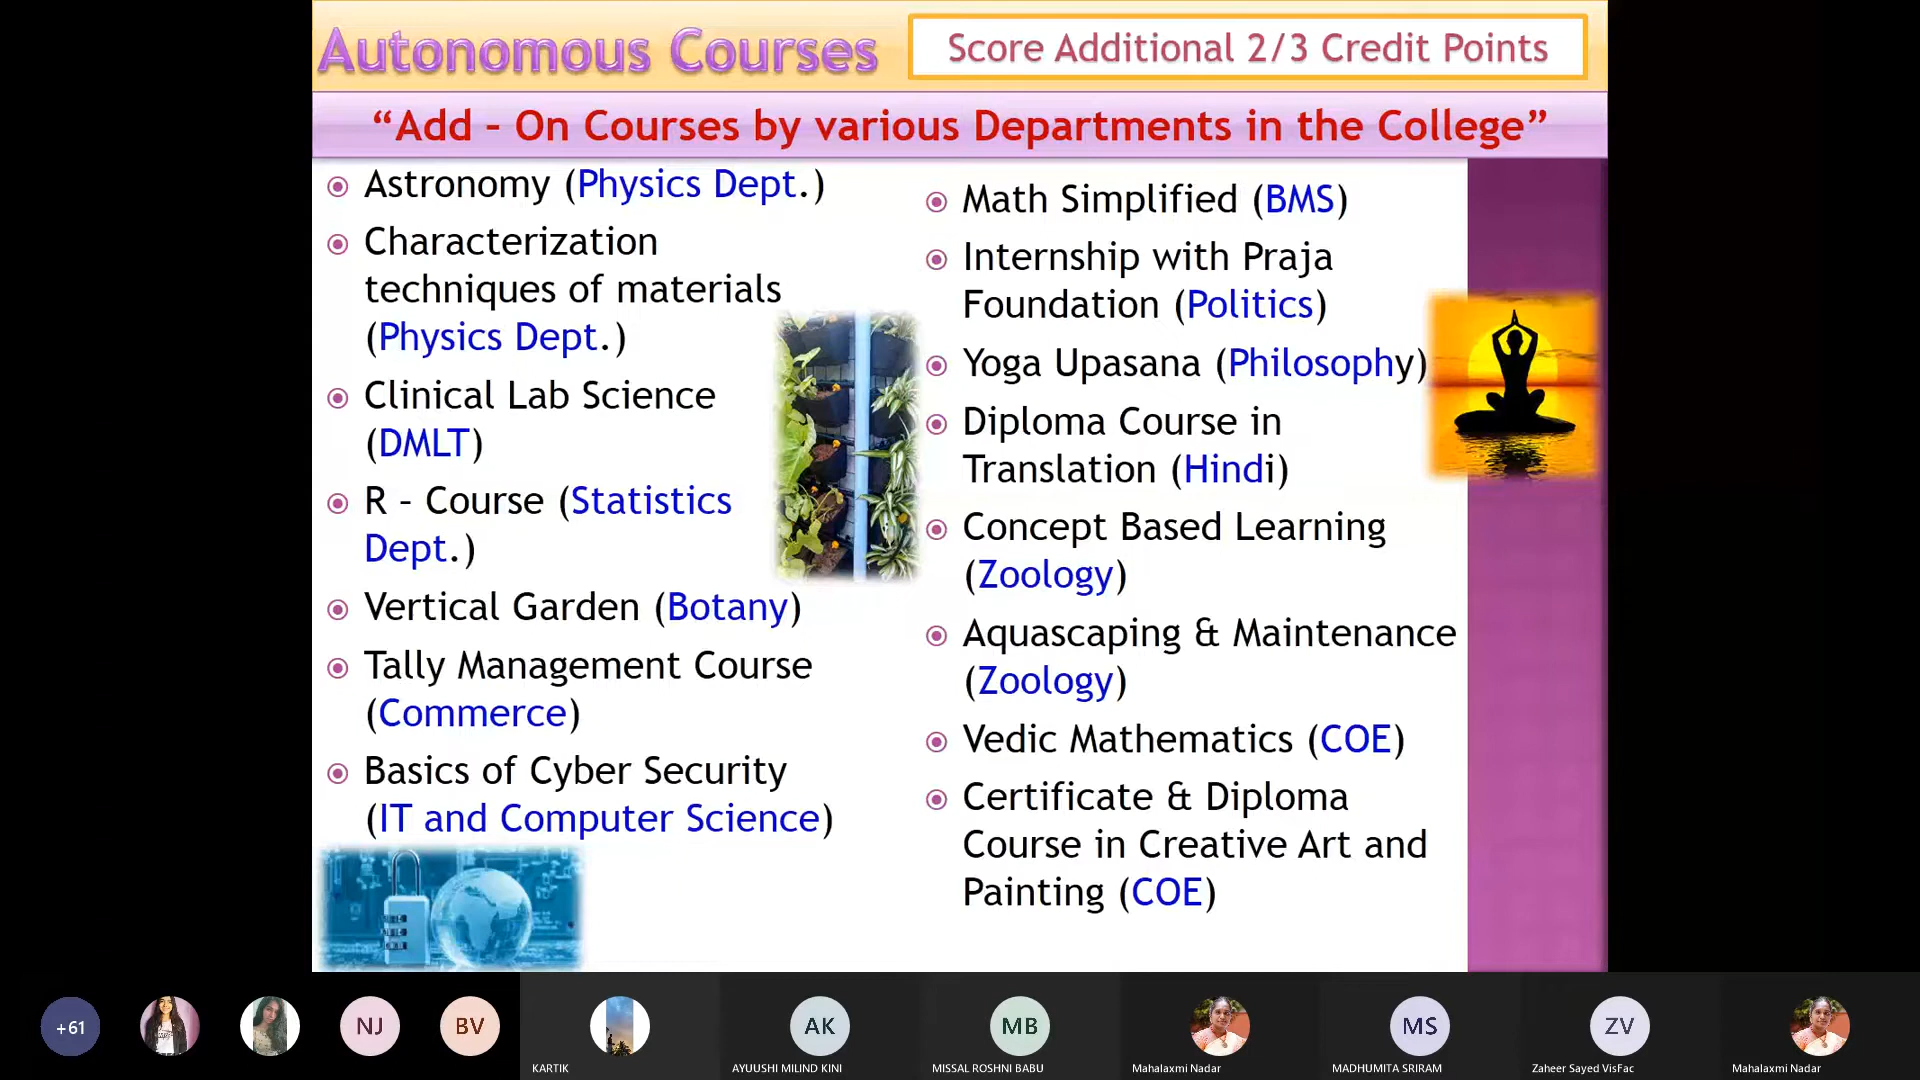 Autonomous Courses
Score Additional 2/3 Credit Points
“Add – On Courses by various Departments in the College”
Astronomy (Physics Dept.)
Characterization
techniques of materials
(Physics Dept.)
Clinical Lab Science
(DMLT)
R – Course (Statistics
Dept.)
Vertical Garden (Botany)
Tally Management Course
(Commerce)
Basics of Cyber Security
(IT and Computer Science)
Math Simplified (BMS)
Internship with Praja
Foundation (Politics)
Yoga Upasana (Philosophy)
Diploma Course in
Translation (Hindi)
Concept Based Learning
(Zoology)
Aquascaping & Maintenance
(Zoology)
Vedic Mathematics (COE)
Certificate & Diploma
Course in Creative Art and
Painting (COE)
+61
NJ
BV
KARTIK
AK
AYUUSHI MILIND KINI
MB
MISSAL ROSHNI BABU
Mahalaxmi Nadar
MS
MADHUMITA SRIRAM
ZV
Zaheer Sayed VisFac
Mahalaxmi Nadar